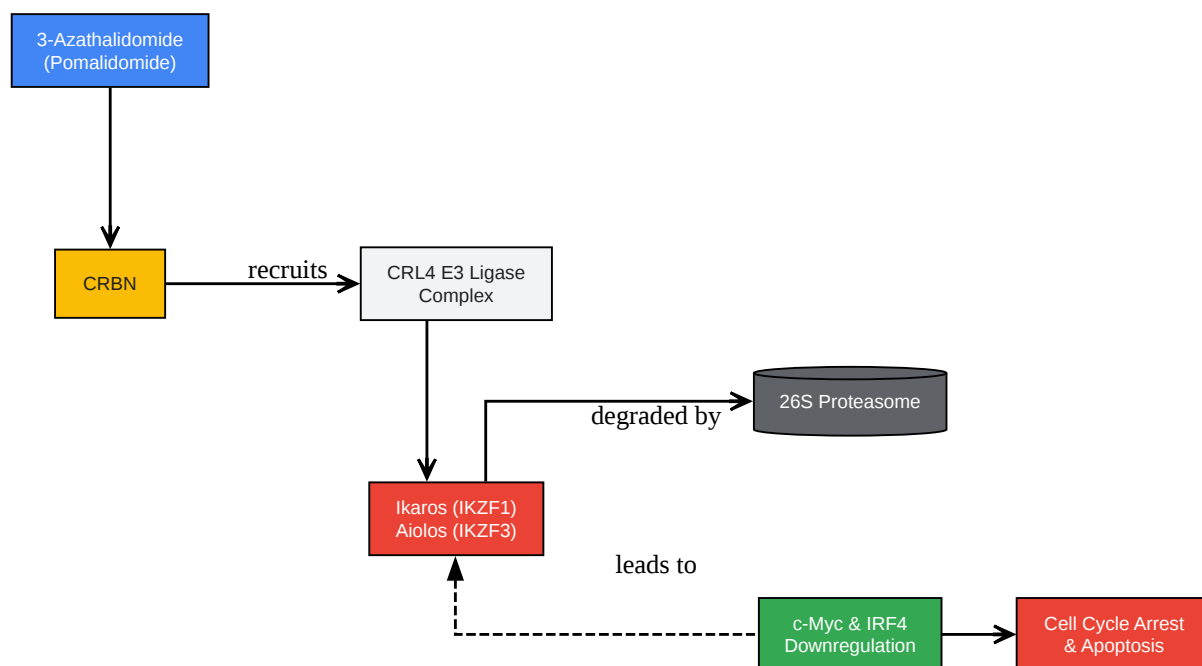 3-Azathalidomide
(Pomalidomide)
CRBN
recruits
CRL4 E3 Ligase
Complex
26S Proteasome
degraded by
Ikaros (IKZF1)
Aiolos (IKZF3)
leads to
c-Myc & IRF4
Downregulation
Cell Cycle Arrest
& Apoptosis